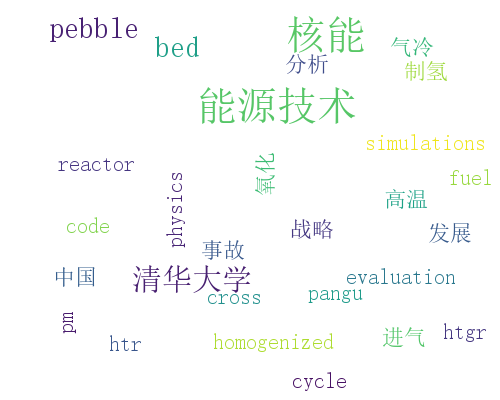 pebble
核能
bed
气冷
分析
制氢
能源技术
simulations
reactor
氧化
fuel
physics
高温
code
战略
发展
事故
中国
清华大学
evaluation
cross
pangu
pm
htr
homogenized
进气
htgr
cycle